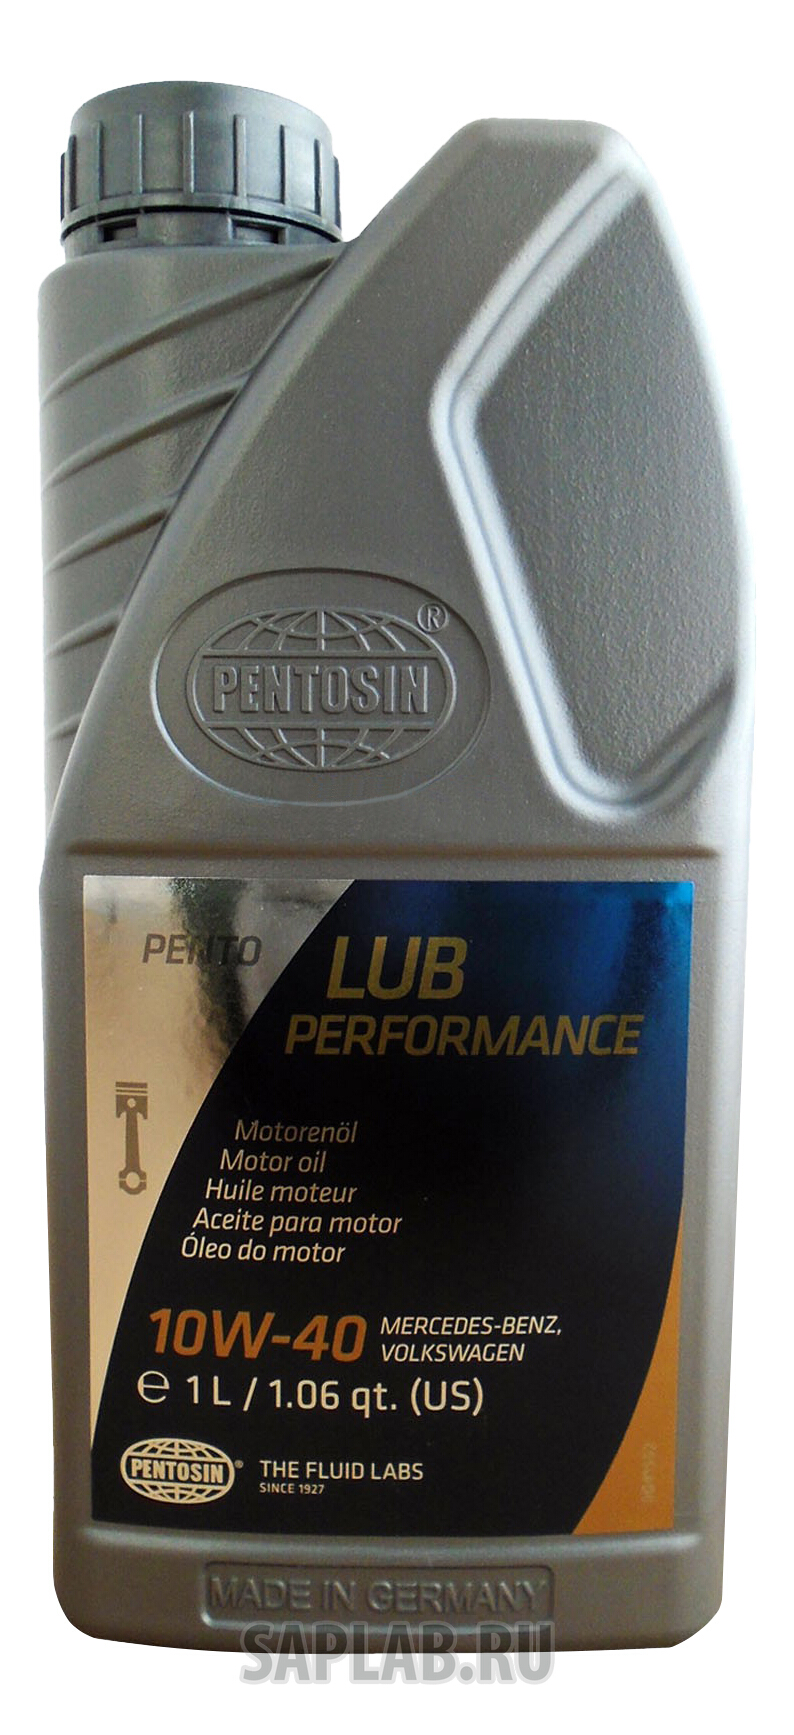 PENTOSIN®
PENTO LUB
PERFORMANCE
Motorenöl
Motor oil
Huile moteur
Aceite para motor
Óleo do motor
10W-40 MERCEDES-BENZ,
VOLKSWAGEN
℮ 1 L / 1.06 qt. (US)
PENTOSIN® THE FLUID LABS
SINCE 1927
MADE IN GERMANY
SAPLAB.RU